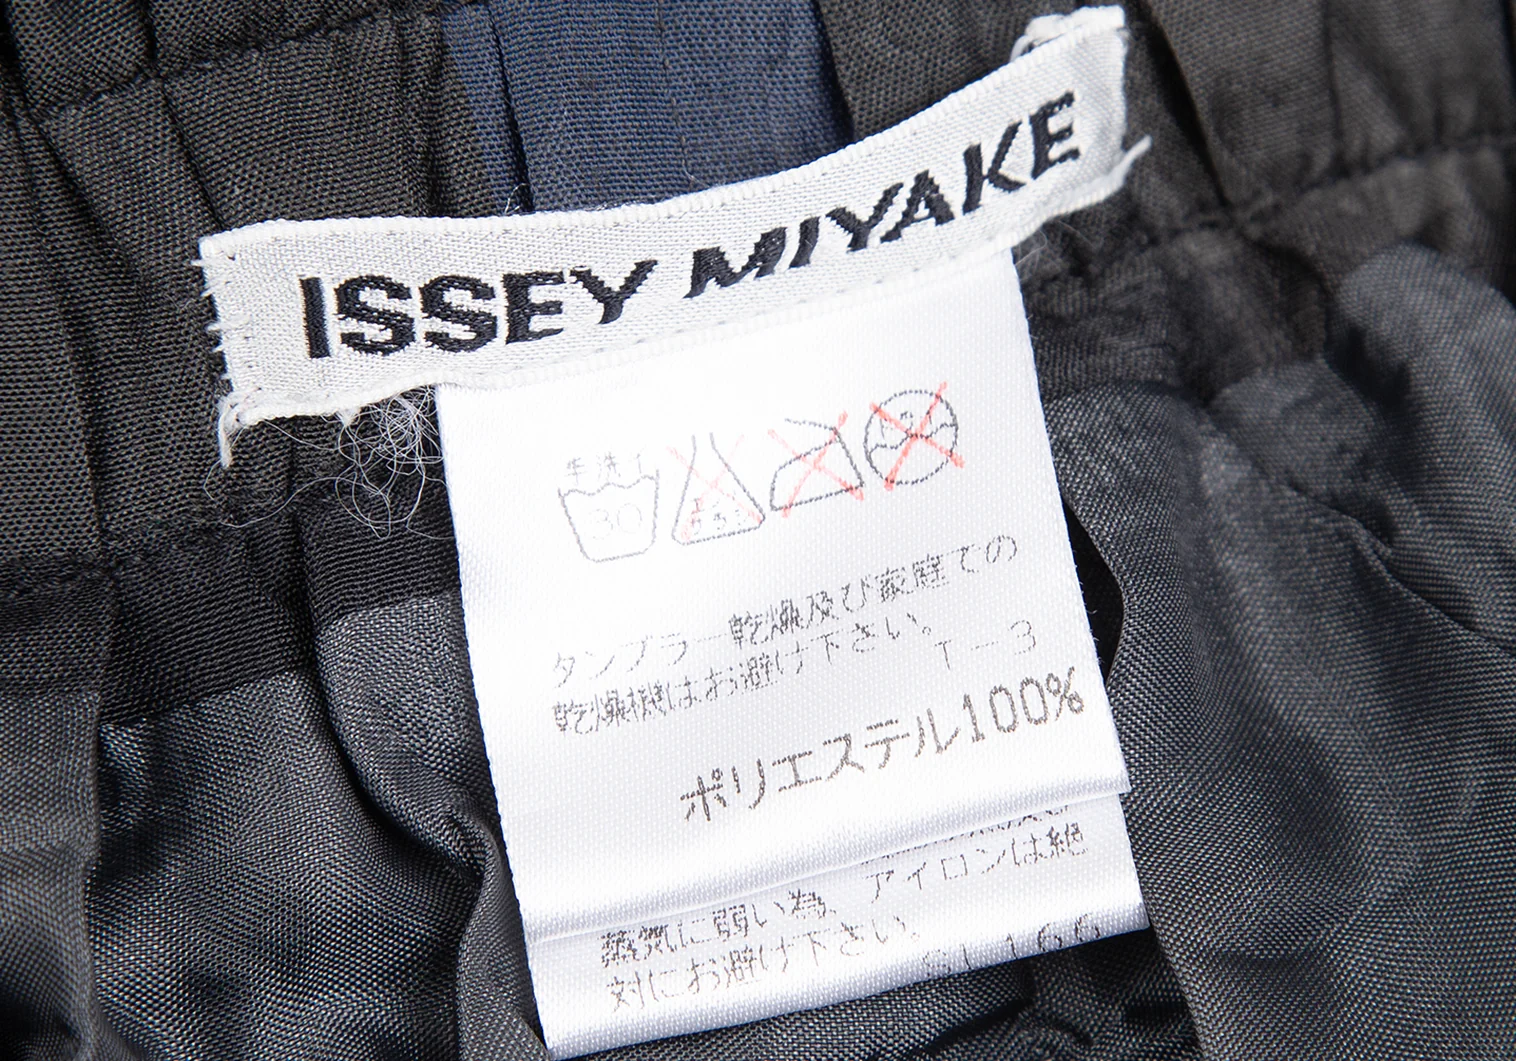 ISSEY MIYAKE
手洗イ
30
タンブラー乾燥及び家庭での
乾燥機はお避け下さい。
T-3
ポリエステル100%
蒸気に弱い為、アイロンは絶
対にお避け下さい。